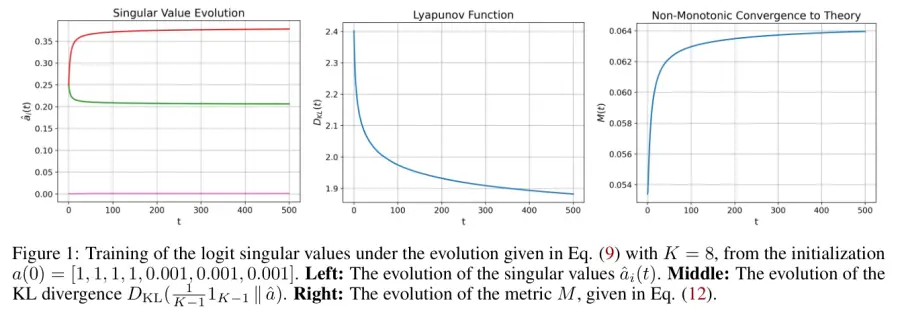 Singular Value Evolution
Lyapunov Function
Non-Monotonic Convergence to Theory
0.35
0.30
0.25
0.20
0.15
0.10
0.05
0.00
âᵢ(t)
0 100 200 300 400 500
t
2.4
2.3
2.2
2.1
2.0
1.9
D_KL(t)
0 100 200 300 400 500
t
0.064
0.062
0.060
0.058
0.056
0.054
M(t)
0 100 200 300 400 500
t
Figure 1: Training of the logit singular values under the evolution given in Eq. (9) with K = 8, from the initialization
a(0) = [1, 1, 1, 1, 0.001, 0.001, 0.001]. Left: The evolution of the singular values âᵢ(t). Middle: The evolution of the
KL divergence D_KL(1/(K−1) 1_{K−1} ∥ â). Right: The evolution of the metric M, given in Eq. (12).